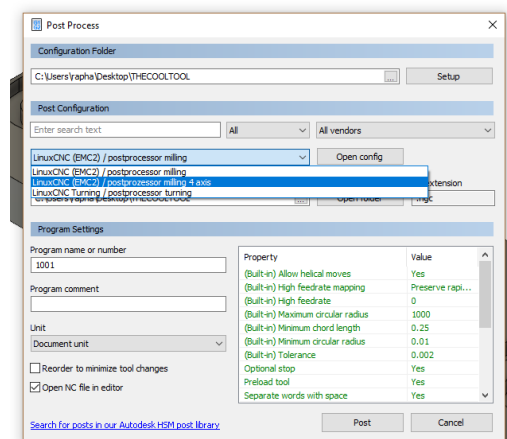 Post Process
Configuration Folder
C:\Users\rapha\Desktop\THECOOLTOOL
... Setup
Post Configuration
Enter search text All All vendors
LinuxCNC (EMC2) / postprocessor milling Open config
LinuxCNC (EMC2) / postprocessor milling
LinuxCNC (EMC2) / postprozessor milling 4 axis
LinuxCNC Turning / postprocessor turning
xtension
C:\Users\rapha\Desktop\THECOOLTOOL ... Open folder .ngc
Program Settings
Program name or number
1001
Program comment
Unit
Document unit
Reorder to minimize tool changes
Open NC file in editor
Property Value
(Built-in) Allow helical moves Yes
(Built-in) High feedrate mapping Preserve rapi...
(Built-in) High feedrate 0
(Built-in) Maximum circular radius 1000
(Built-in) Minimum chord length 0.25
(Built-in) Minimum circular radius 0.01
(Built-in) Tolerance 0.002
Optional stop Yes
Preload tool Yes
Separate words with space Yes
Search for posts in our Autodesk HSM post library
Post Cancel